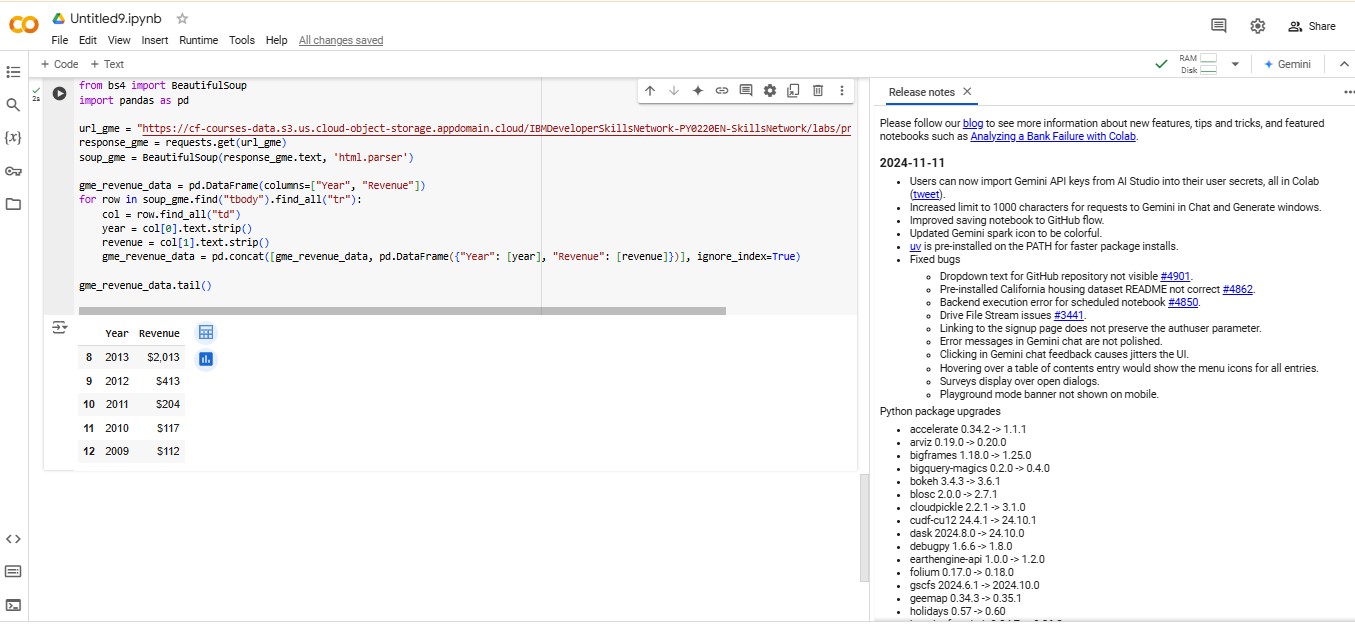 Untitled9.ipynb
File Edit View Insert Runtime Tools Help All changes saved
Share
+ Code + Text
RAM
Disk
Gemini
2s
from bs4 import BeautifulSoup
import pandas as pd
url_gme = "https://cf-courses-data.s3.us.cloud-object-storage.appdomain.cloud/IBMDeveloperSkillsNetwork-PY0220EN-SkillsNetwork/labs/pr
response_gme = requests.get(url_gme)
soup_gme = BeautifulSoup(response_gme.text, 'html.parser')
gme_revenue_data = pd.DataFrame(columns=["Year", "Revenue"])
for row in soup_gme.find("tbody").find_all("tr"):
col = row.find_all("td")
year = col[0].text.strip()
revenue = col[1].text.strip()
gme_revenue_data = pd.concat([gme_revenue_data, pd.DataFrame({"Year": [year], "Revenue": [revenue]})], ignore_index=True)
gme_revenue_data.tail()
Year Revenue
8 2013 $2,013
9 2012 $413
10 2011 $204
11 2010 $117
12 2009 $112
Release notes
Please follow our blog to see more information about new features, tips and tricks, and featured
notebooks such as Analyzing a Bank Failure with Colab.
2024-11-11
Users can now import Gemini API keys from AI Studio into their user secrets, all in Colab
(tweet).
Increased limit to 1000 characters for requests to Gemini in Chat and Generate windows.
Improved saving notebook to GitHub flow.
Updated Gemini spark icon to be colorful.
uv is pre-installed on the PATH for faster package installs.
Fixed bugs
Dropdown text for GitHub repository not visible #4901.
Pre-installed California housing dataset README not correct #4862.
Backend execution error for scheduled notebook #4850.
Drive File Stream issues #3441.
Linking to the signup page does not preserve the authuser parameter.
Error messages in Gemini chat are not polished.
Clicking in Gemini chat feedback causes jitters the UI.
Hovering over a table of contents entry would show the menu icons for all entries.
Surveys display over open dialogs.
Playground mode banner not shown on mobile.
Python package upgrades
accelerate 0.34.2 -> 1.1.1
arviz 0.19.0 -> 0.20.0
bigframes 1.18.0 -> 1.25.0
bigquery-magics 0.2.0 -> 0.4.0
bokeh 3.4.3 -> 3.6.1
blosc 2.0.0 -> 2.7.1
cloudpickle 2.2.1 -> 3.1.0
cudf-cu12 24.4.1 -> 24.10.1
dask 2024.8.0 -> 24.10.0
debugpy 1.6.6 -> 1.8.0
earthengine-api 1.0.0 -> 1.2.0
folium 0.17.0 -> 0.18.0
gscfs 2024.6.1 -> 2024.10.0
geemap 0.34.3 -> 0.35.1
holidays 0.57 -> 0.60